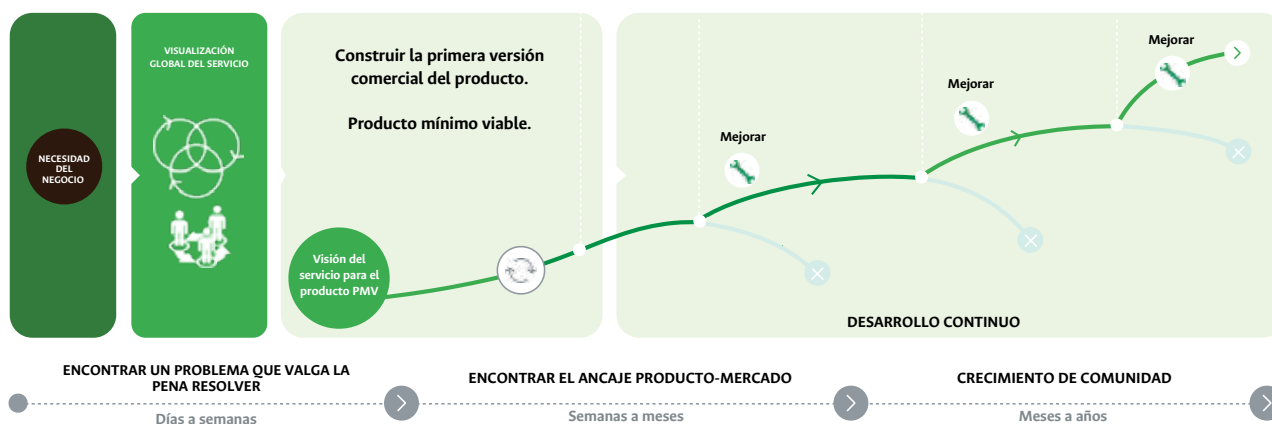 NECESIDAD
DEL
NEGOCIO
VISUALIZACIÓN
GLOBAL DEL SERVICIO
Construir la primera versión
comercial del producto.
Producto mínimo viable.
Visión del
servicio para el
producto PMV
Mejorar
Mejorar
Mejorar
DESARROLLO CONTINUO
ENCONTRAR UN PROBLEMA QUE VALGA LA
PENA RESOLVER
Días a semanas
ENCONTRAR EL ANCAJE PRODUCTO-MERCADO
Semanas a meses
CRECIMIENTO DE COMUNIDAD
Meses a años